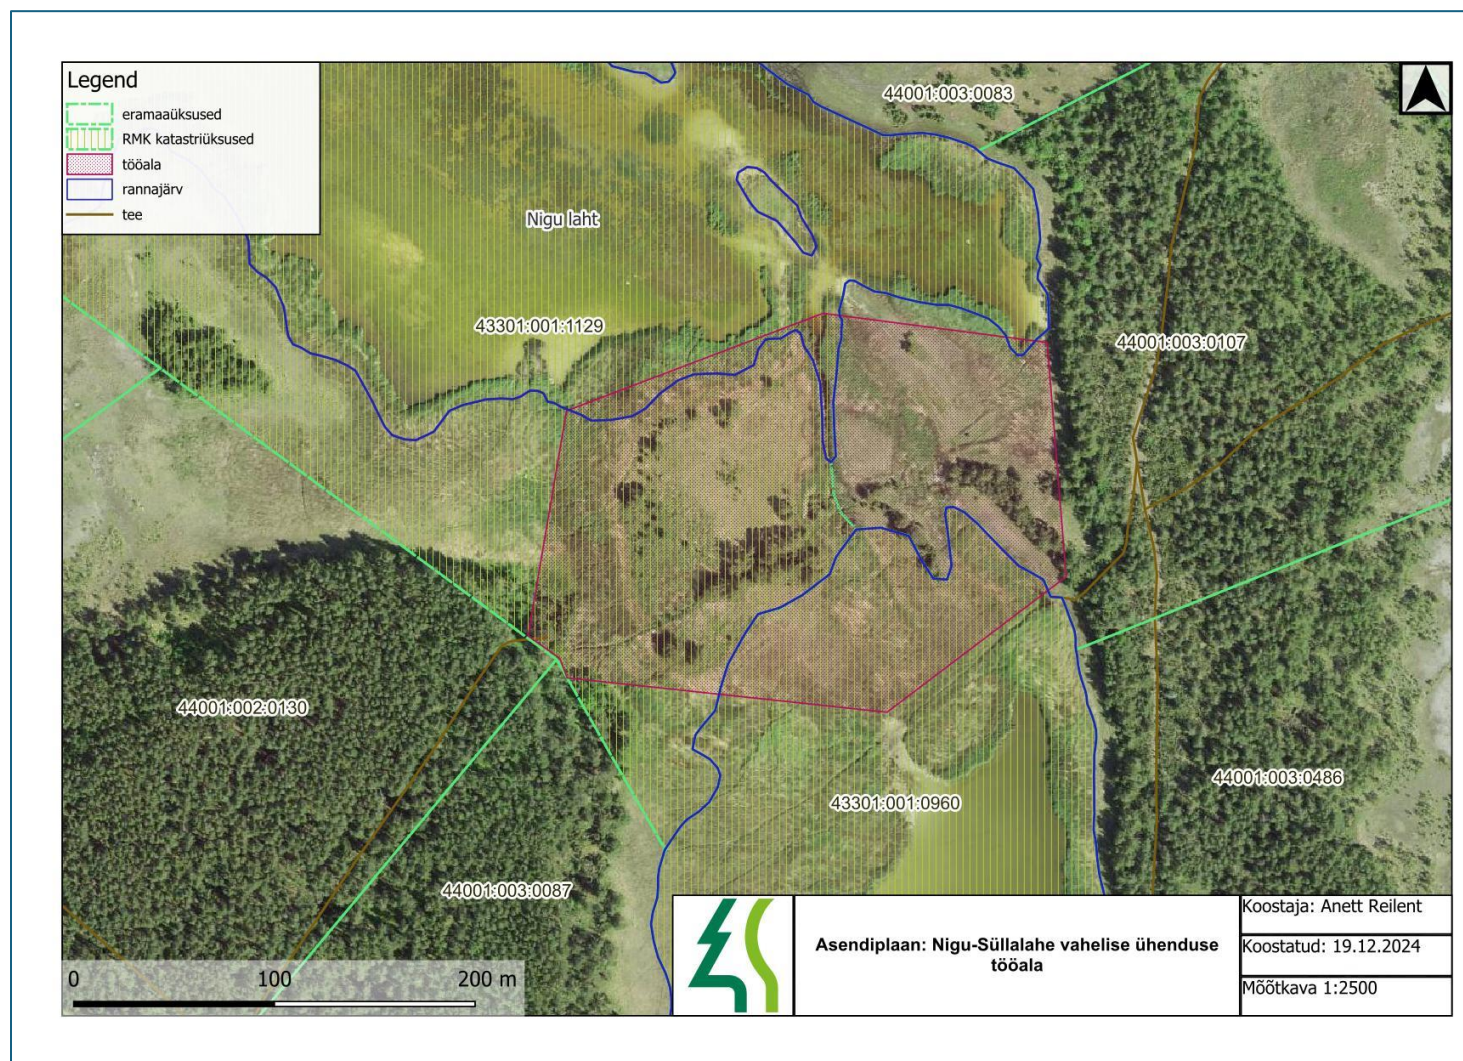 Legend
eramaaüksused
RMK katastriüksused
tööala
rannajärv
tee
44001:003:0083
Nigu laht
43301:001:1129
44001:003:0107
44001:002:0130
44001:003:0486
43301:001:0960
44001:003:0087
0 100 200 m
Asendiplaan: Nigu-Süllalahe vahelise ühenduse
tööala
Koostaja: Anett Reilent
Koostatud: 19.12.2024
Mõõtkava 1:2500